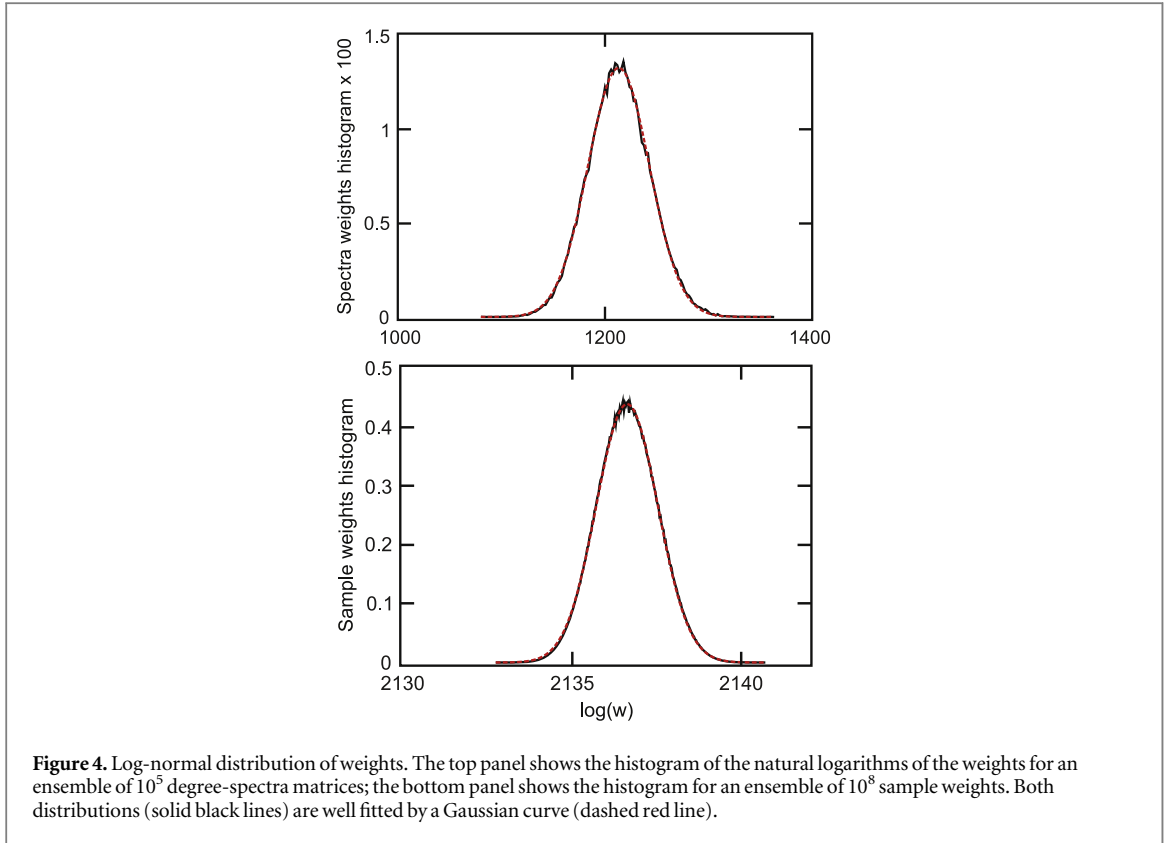 Spectra weights histogram x 100
1.5
1
0.5
0
1000 1200 1400
Sample weights histogram
0.5
0.4
0.3
0.2
0.1
0
2130 2135 2140
log(w)
Figure 4. Log-normal distribution of weights. The top panel shows the histogram of the natural logarithms of the weights for an
ensemble of 10⁵ degree-spectra matrices; the bottom panel shows the histogram for an ensemble of 10⁸ sample weights. Both
distributions (solid black lines) are well fitted by a Gaussian curve (dashed red line).